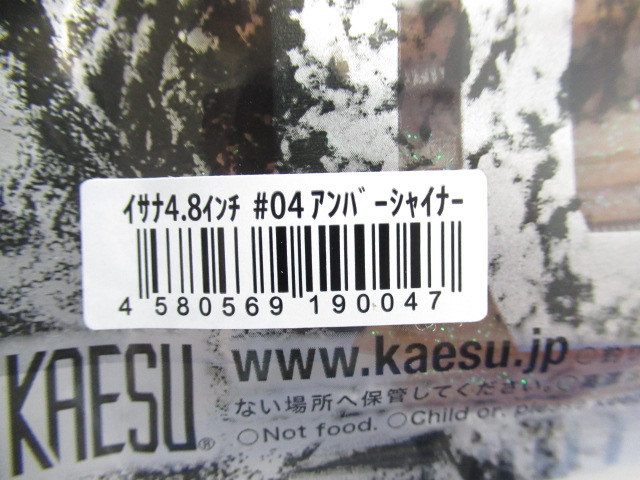 ｲｻﾅ4.8ｲﾝﾁ #04 ｱﾝﾊﾞｰｼｬｲﾅｰ
4 580569 190047
KAESU®
www.kaesu.jp
ない場所へ保管してください。
◎Not food. ◎Child or, please